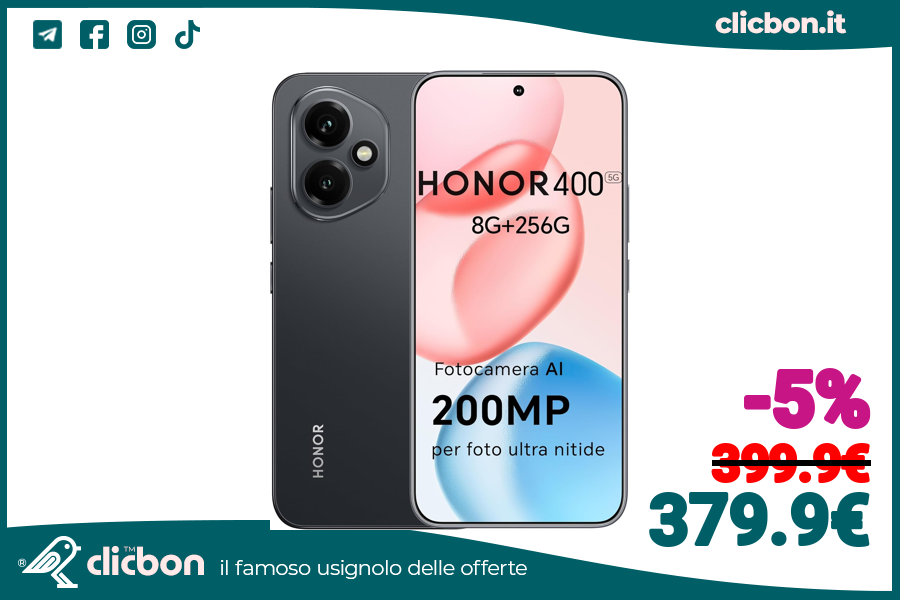 clicbon.it
HONOR 400 5G
8G+256G
Fotocamera AI
200MP
per foto ultra nitide
HONOR
-5%
399.9€
379.9€
® clicbon™ il famoso usignolo delle offerte